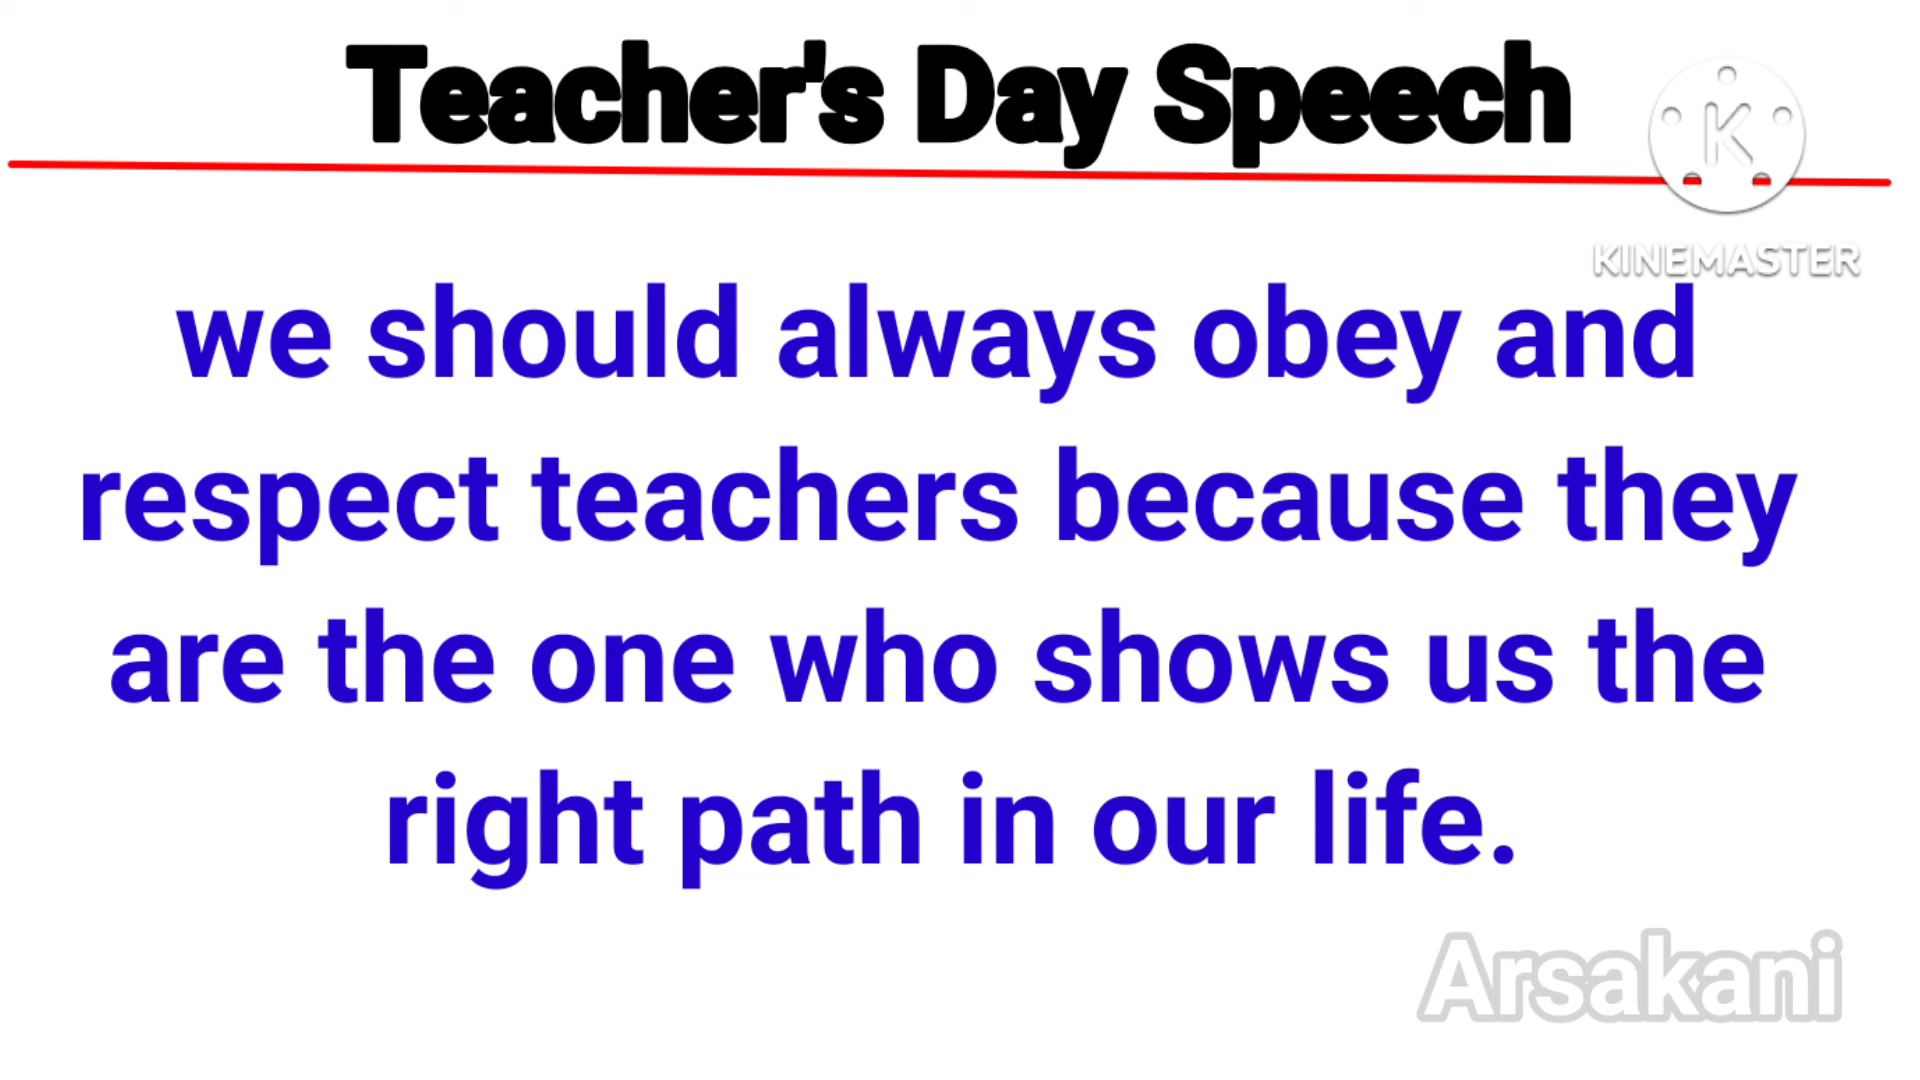 Teacher's Day Speech
K
KINEMASTER
we should always obey and
respect teachers because they
are the one who shows us the
right path in our life.
Arsakani